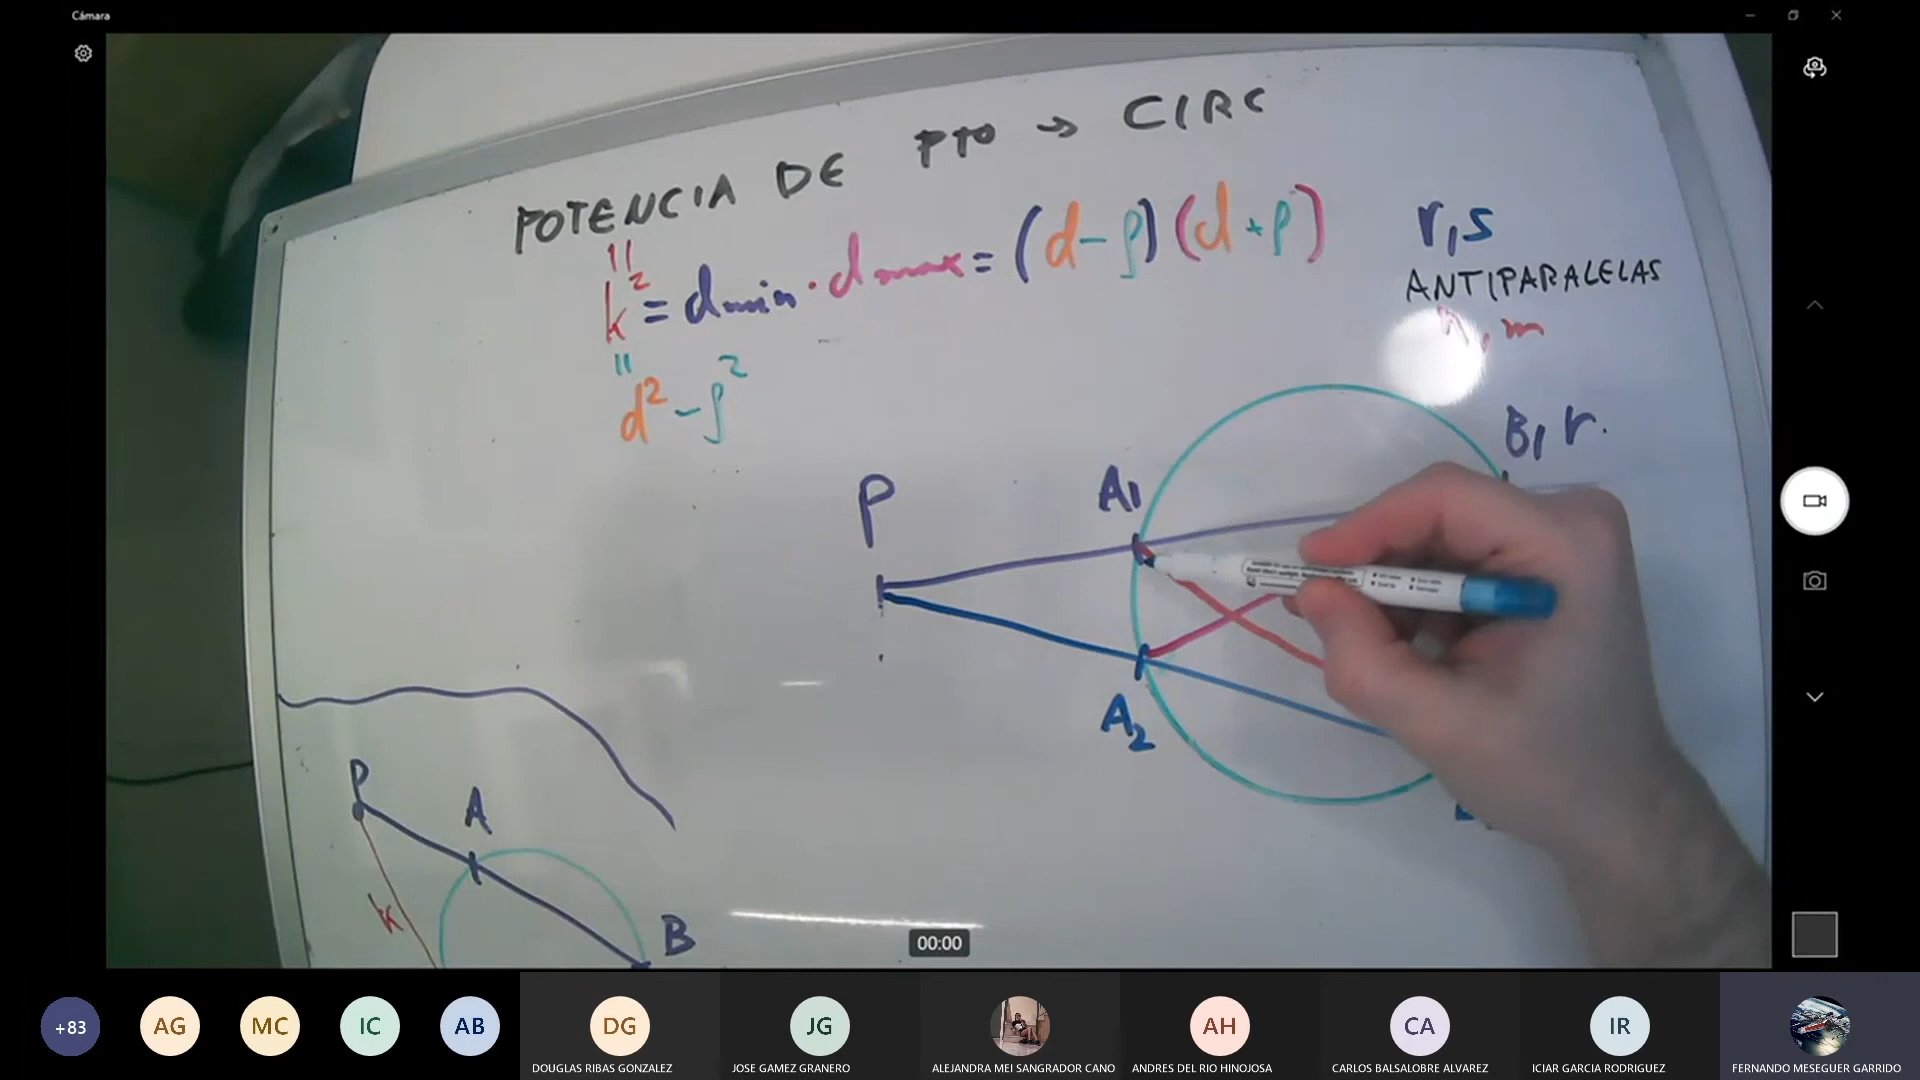 Cámara
POTENCIA DE PTO → CIRC
k² = dmin · dmax = (d-ρ)(d+ρ)
d² - ρ²
r, s
ANTIPARALELAS
n, m
B1 r.
A1
P
A2
P
A
k
B
00:00
+83
AG
MC
IC
AB
DG
JG
AH
CA
IR
DOUGLAS RIBAS GONZALEZ
JOSE GAMEZ GRANERO
ALEJANDRA MEI SANGRADOR CANO
ANDRES DEL RIO HINOJOSA
CARLOS BALSALOBRE ALVAREZ
ICIAR GARCIA RODRIGUEZ
FERNANDO MESEGUER GARRIDO